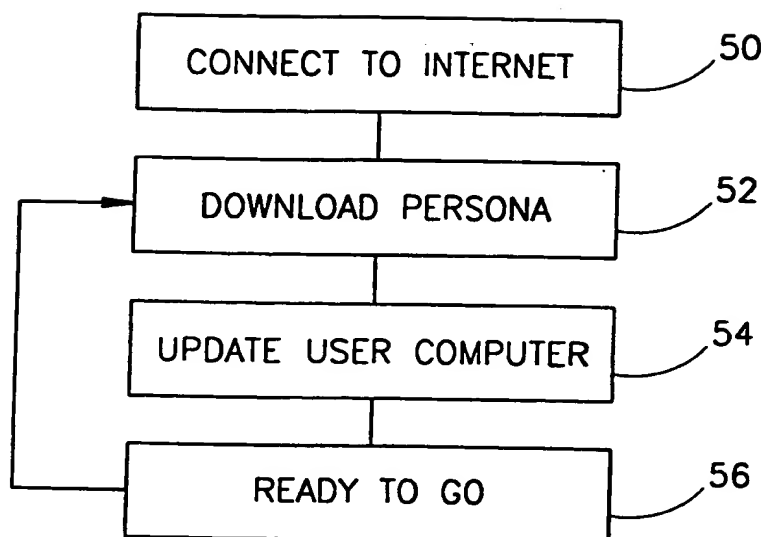 CONNECT TO INTERNET 50
DOWNLOAD PERSONA 52
UPDATE USER COMPUTER 54
READY TO GO 56